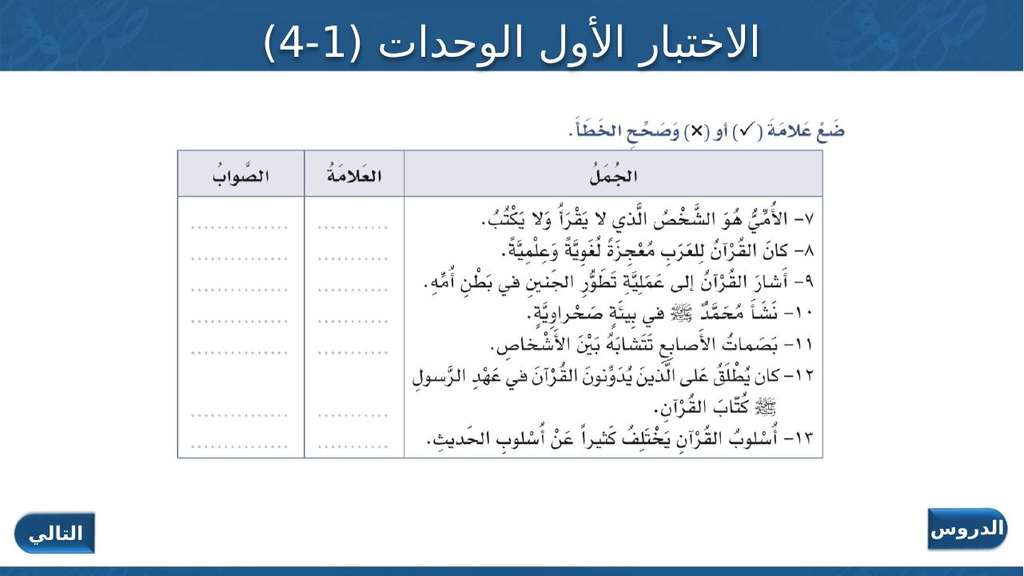 الاختبار الأول الوحدات (1-4)
ضَعْ عَلامَةَ (✓) أو (✗) وَصَحِّحِ الخَطَأَ.
الجُمَلُ العَلامَةُ الصَّوابُ
٧- الأُمِّيُّ هُوَ الشَّخْصُ الَّذي لا يَقْرَأُ وَلا يَكْتُبُ. ........... ...............
٨- كانَ القُرْآنُ لِلعَرَبِ مُعْجِزَةً لُغَوِيَّةً وَعِلْمِيَّةً. ........... ...............
٩- أَشارَ القُرْآنُ إلى عَمَلِيَّةِ تَطَوُّرِ الجَنينِ في بَطْنِ أُمِّهِ. ........... ...............
١٠- نَشَأَ مُحَمَّدٌ ﷺ في بِيئَةٍ صَحْراوِيَّةٍ. ........... ...............
١١- بَصَماتُ الأَصابِعِ تَتَشابَهُ بَيْنَ الأَشْخاصِ. ........... ...............
١٢- كان يُطْلَقُ عَلى الَّذينَ يُدَوِّنونَ القُرْآنَ في عَهْدِ الرَّسولِ
ﷺ كُتّابَ القُرْآنِ. ........... ...............
١٣- أُسْلوبُ القُرْآنِ يَخْتَلِفُ كَثيراً عَنْ أُسْلوبِ الحَديثِ. ........... ...............
الدروس
التالي